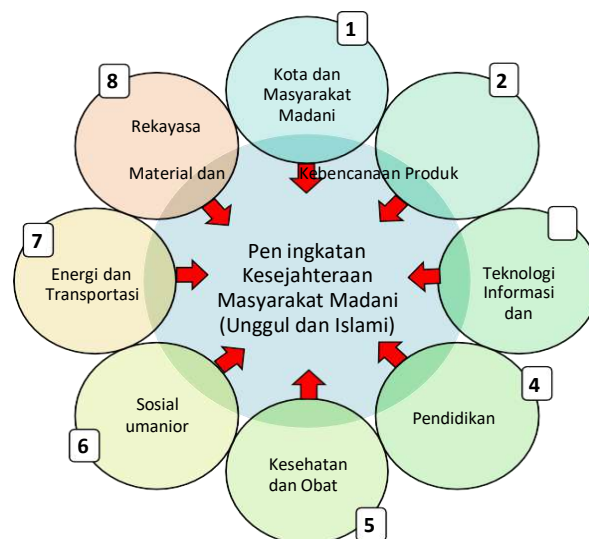 1
Kota dan
Masyarakat
Madani
2
8
Rekayasa
Material dan
Kebencanaan Produk
7
Energi dan
Transportasi
Pen ingkatan
Kesejahteraan
Masyarakat Madani
(Unggul dan Islami)
Teknologi
Informasi
dan
4
Pendidikan
Sosial
umanior
6
Kesehatan
dan Obat
5